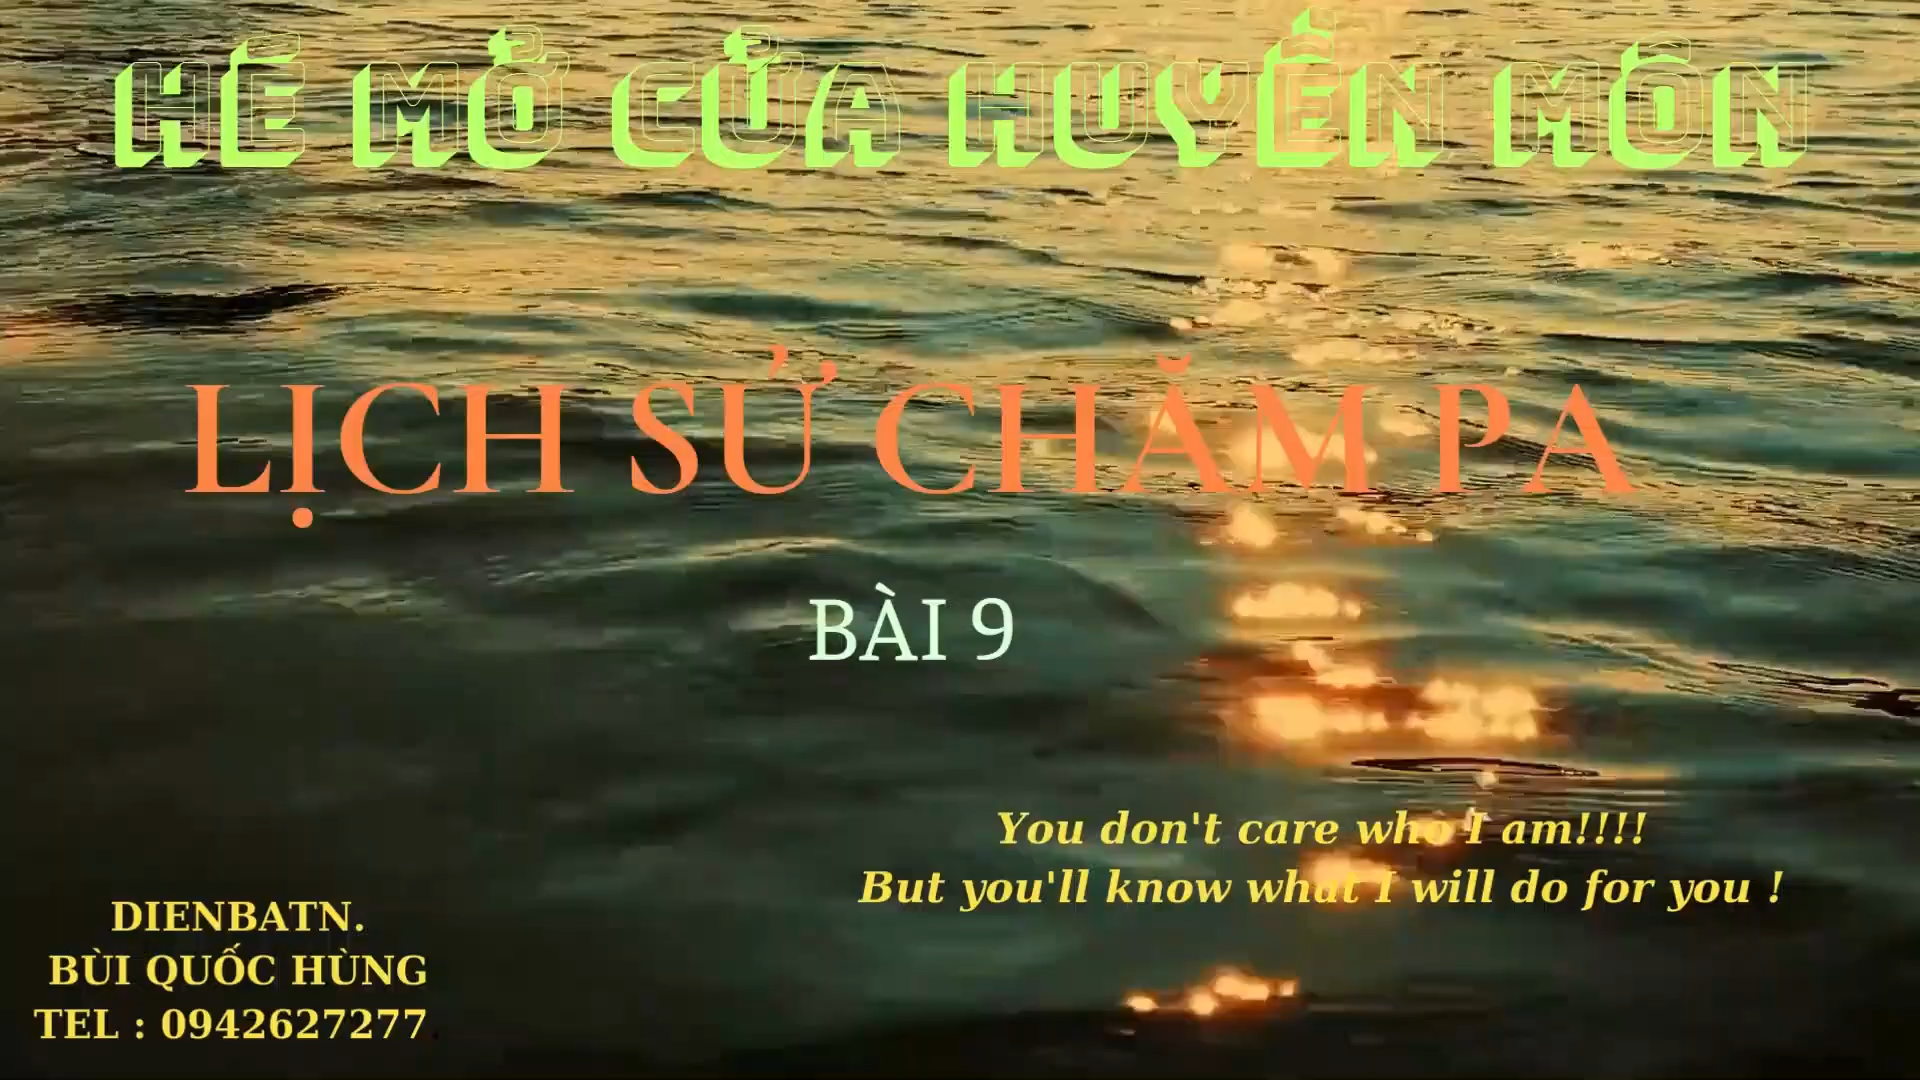 HÉ MỞ CỬA HUYỀN MÔN
LỊCH SỬ CHĂM PA
BÀI 9
You don't care who I am!!!!
But you'll know what I will do for you !
DIENBATN.
BÙI QUỐC HÙNG
TEL : 0942627277.